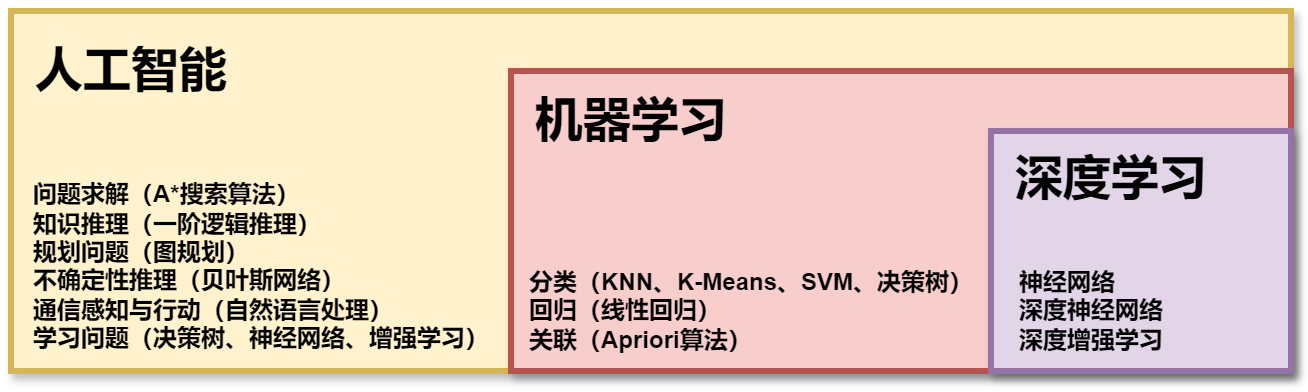 人工智能
问题求解（A*搜索算法）
知识推理（一阶逻辑推理）
规划问题（图规划）
不确定性推理（贝叶斯网络）
通信感知与行动（自然语言处理）
学习问题（决策树、神经网络、增强学习）
机器学习
分类（KNN、K-Means、SVM、决策树）
回归（线性回归）
关联（Apriori算法）
深度学习
神经网络
深度神经网络
深度增强学习